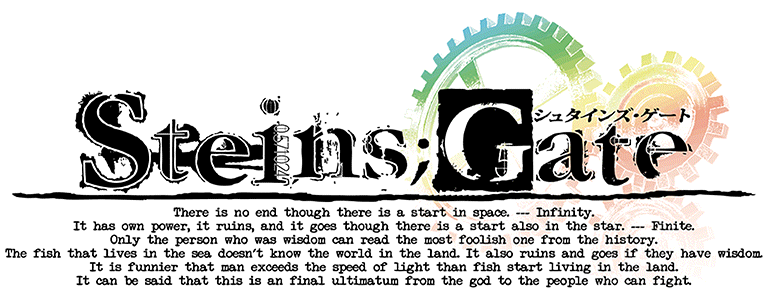 Steins;Gate
シュタインズ・ゲート
There is no end though there is a start in space. --- Infinity.
It has own power, it ruins, and it goes though there is a start also in the star. --- Finite.
Only the person who was wisdom can read the most foolish one from the history.
The fish that lives in the sea doesn't know the world in the land. It also ruins and goes if they have wisdom.
It is funnier that man exceeds the speed of light than fish start living in the land.
It can be said that this is an final ultimatum from the god to the people who can fight.